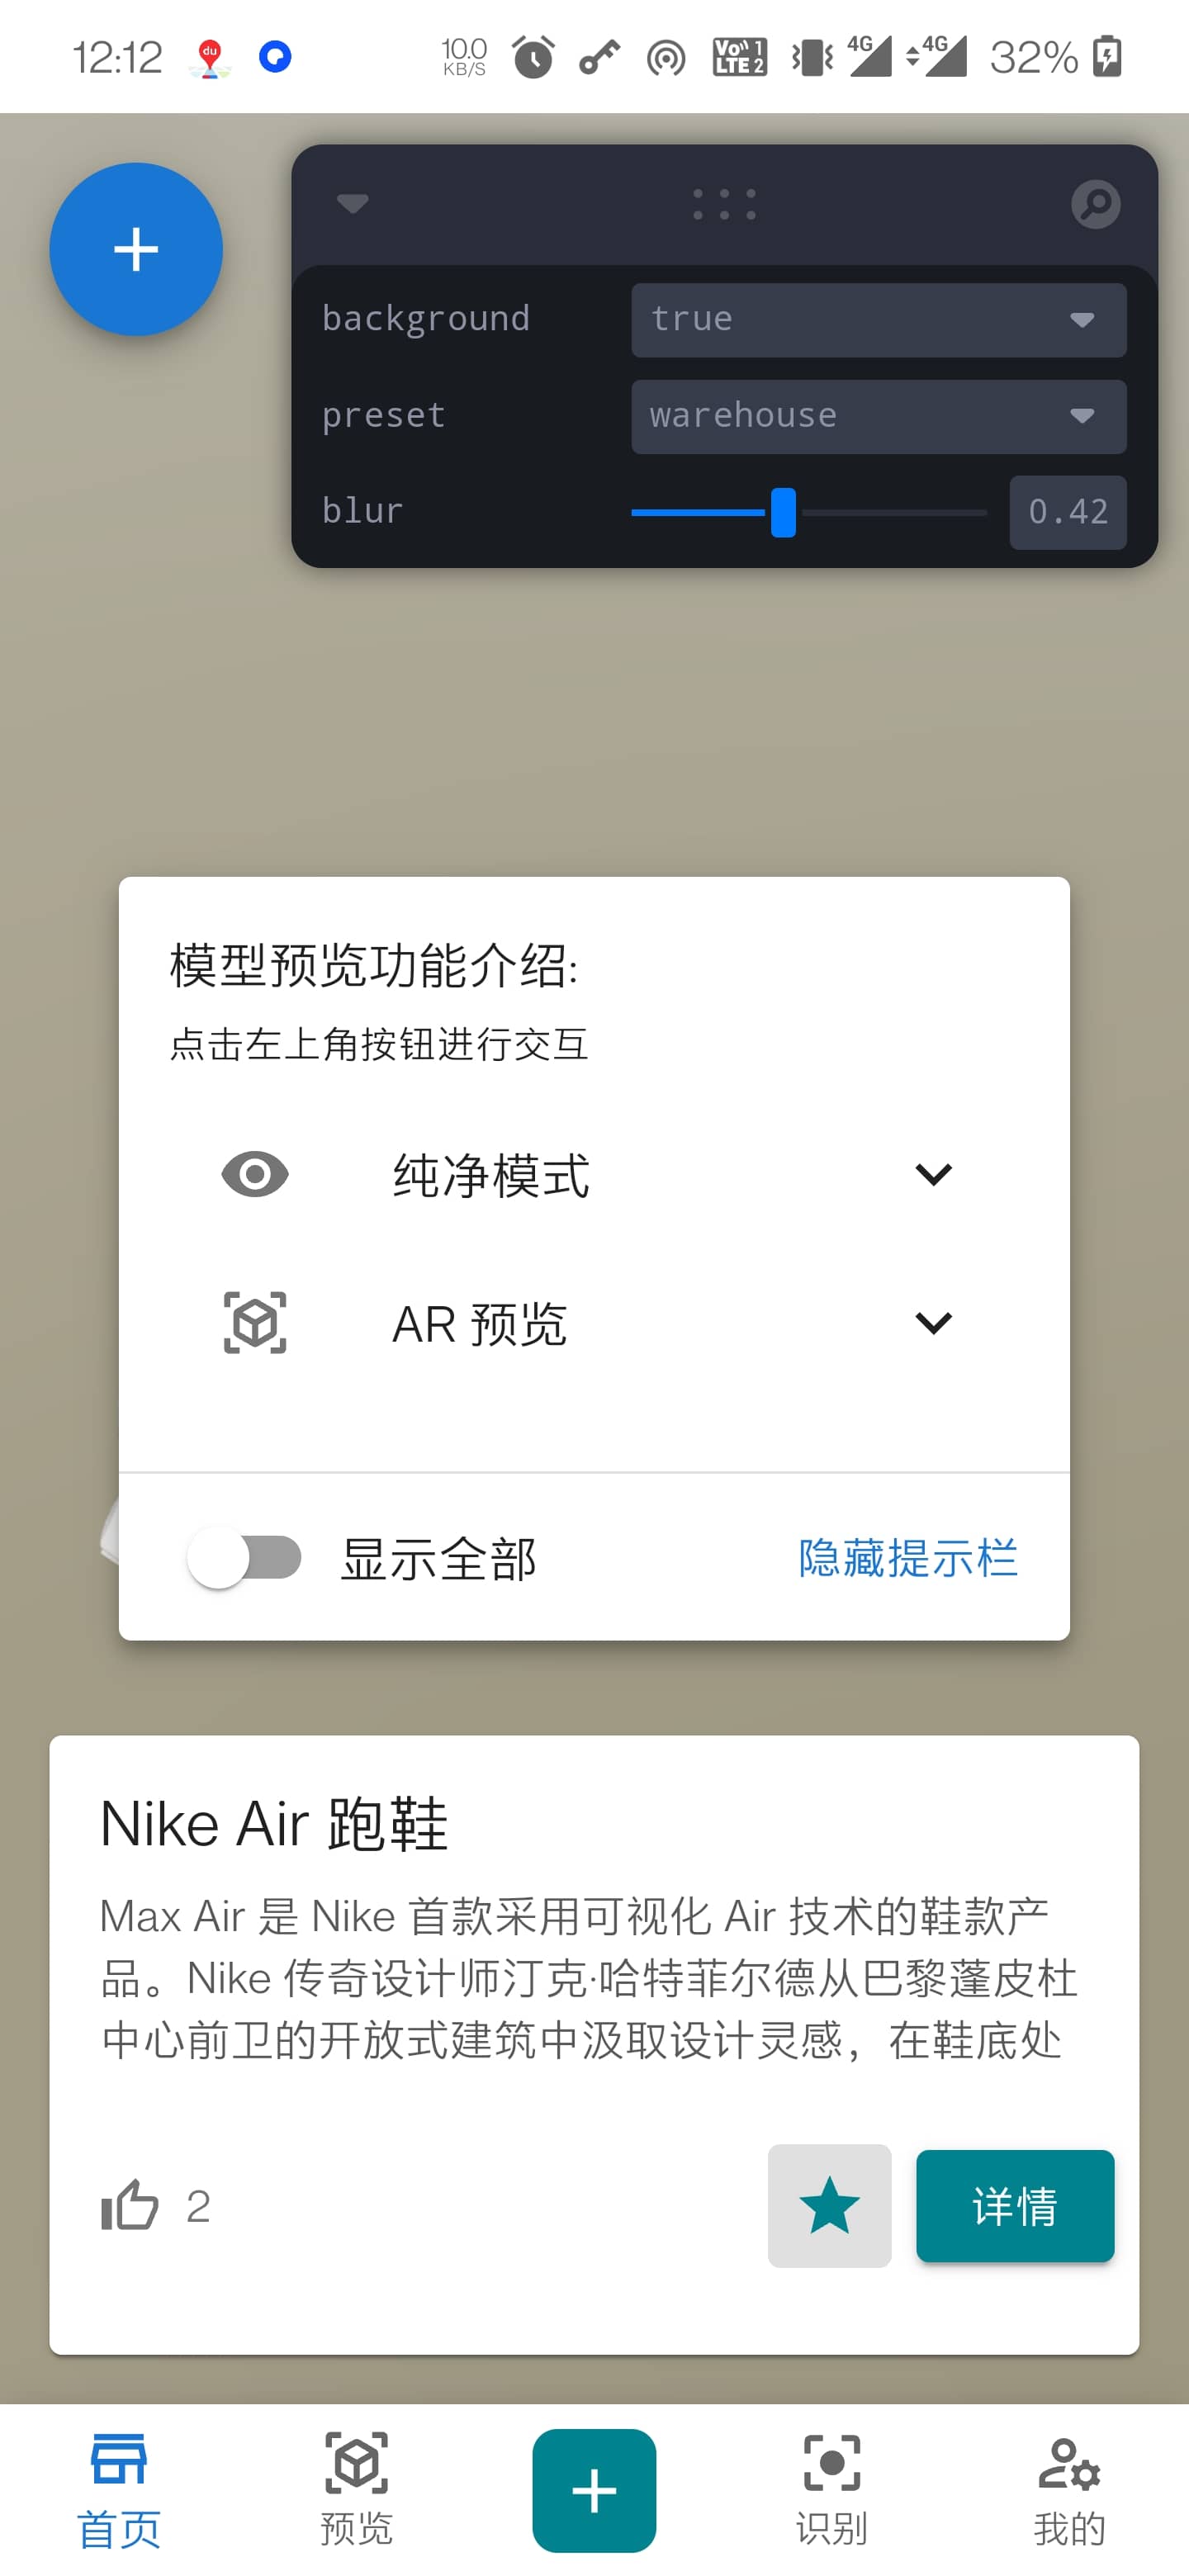 12:12
du
10.0 KB/S
Vo 1 LTE 2
4G
4G
32%
background
true
preset
warehouse
blur
0.42
模型预览功能介绍:
点击左上角按钮进行交互
纯净模式
AR 预览
显示全部
隐藏提示栏
Nike Air 跑鞋
Max Air 是 Nike 首款采用可视化 Air 技术的鞋款产
品。Nike 传奇设计师汀克·哈特菲尔德从巴黎蓬皮杜
中心前卫的开放式建筑中汲取设计灵感，在鞋底处
2
详情
首页
预览
识别
我的